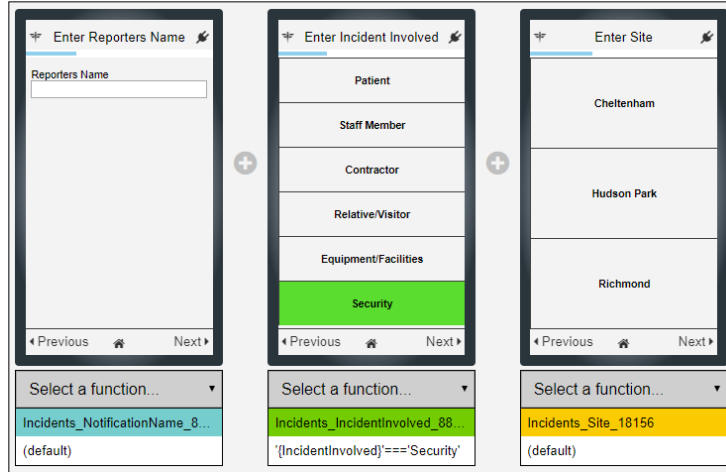 Enter Reporters Name
Reporters Name
Previous
Next
Select a function...
Incidents_NotificationName_8...
(default)
Enter Incident Involved
Patient
Staff Member
Contractor
Relative/Visitor
Equipment/Facilities
Security
Previous
Next
Select a function...
Incidents_IncidentInvolved_88...
'{IncidentInvolved}'==='Security'
Enter Site
Cheltenham
Hudson Park
Richmond
Previous
Next
Select a function...
Incidents_Site_18156
(default)